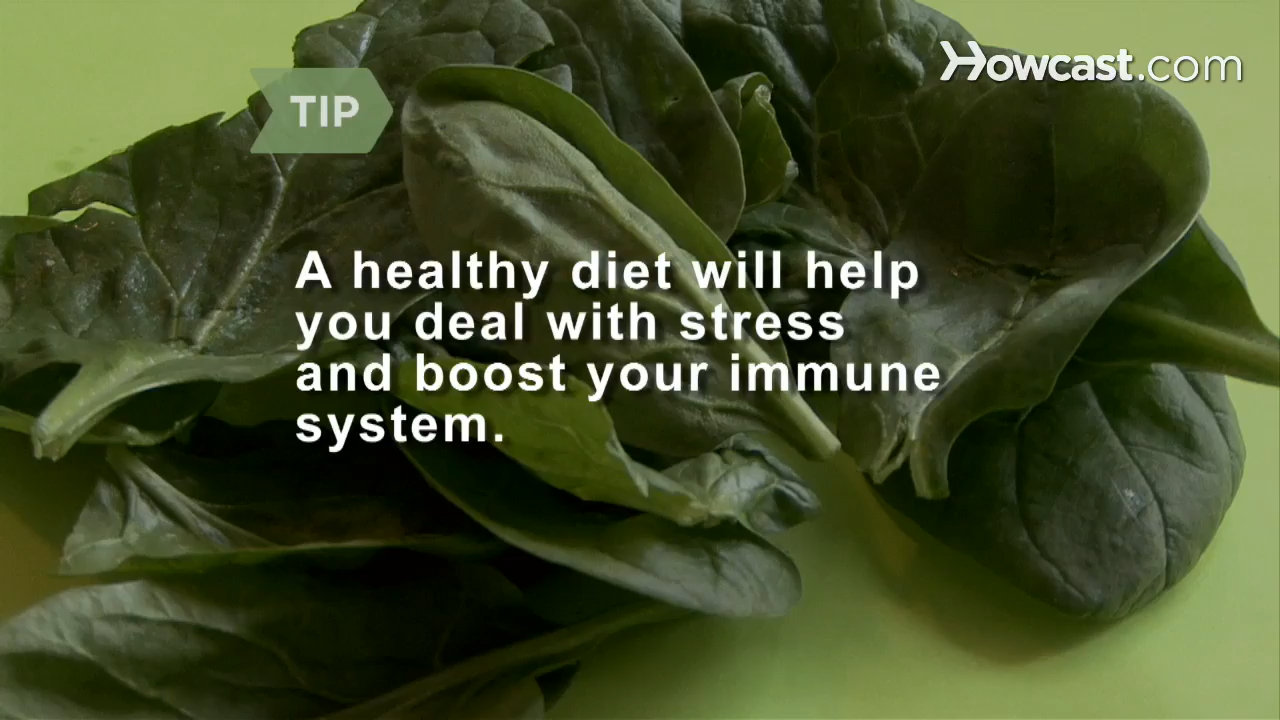 Howcast.com
TIP
A healthy diet will help
you deal with stress
and boost your immune
system.